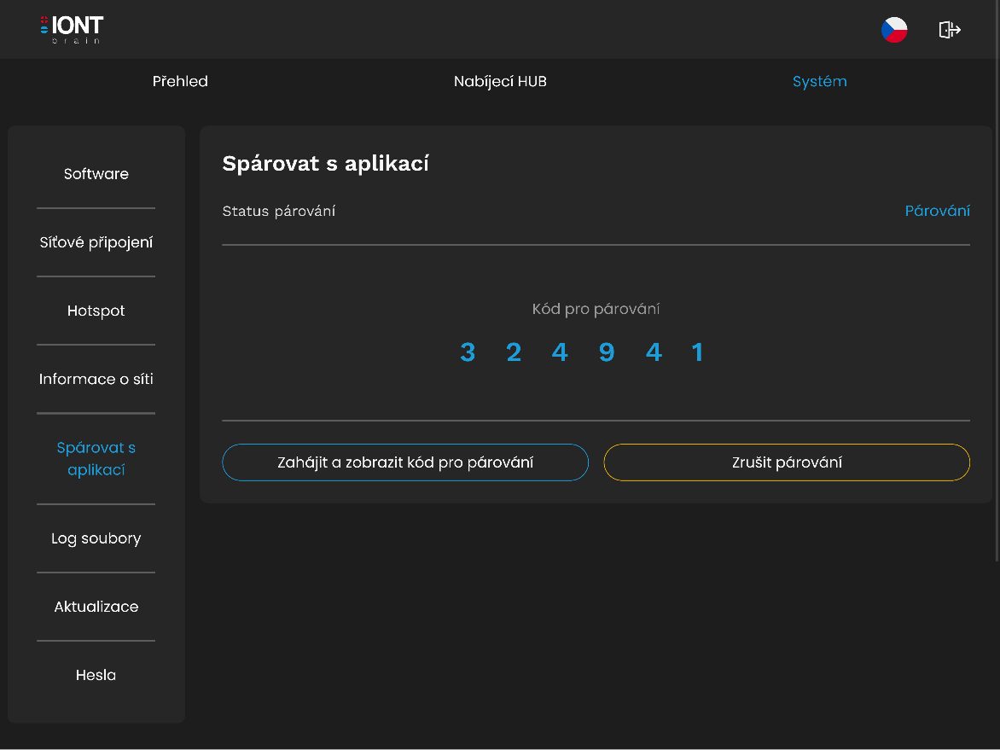 IONT
brain
Přehled
Nabíjecí HUB
Systém
Software
Síťové připojení
Hotspot
Informace o síti
Spárovat s
aplikací
Log soubory
Aktualizace
Hesla
Spárovat s aplikací
Status párování
Párování
Kód pro párování
3 2 4 9 4 1
Zahájit a zobrazit kód pro párování
Zrušit párování